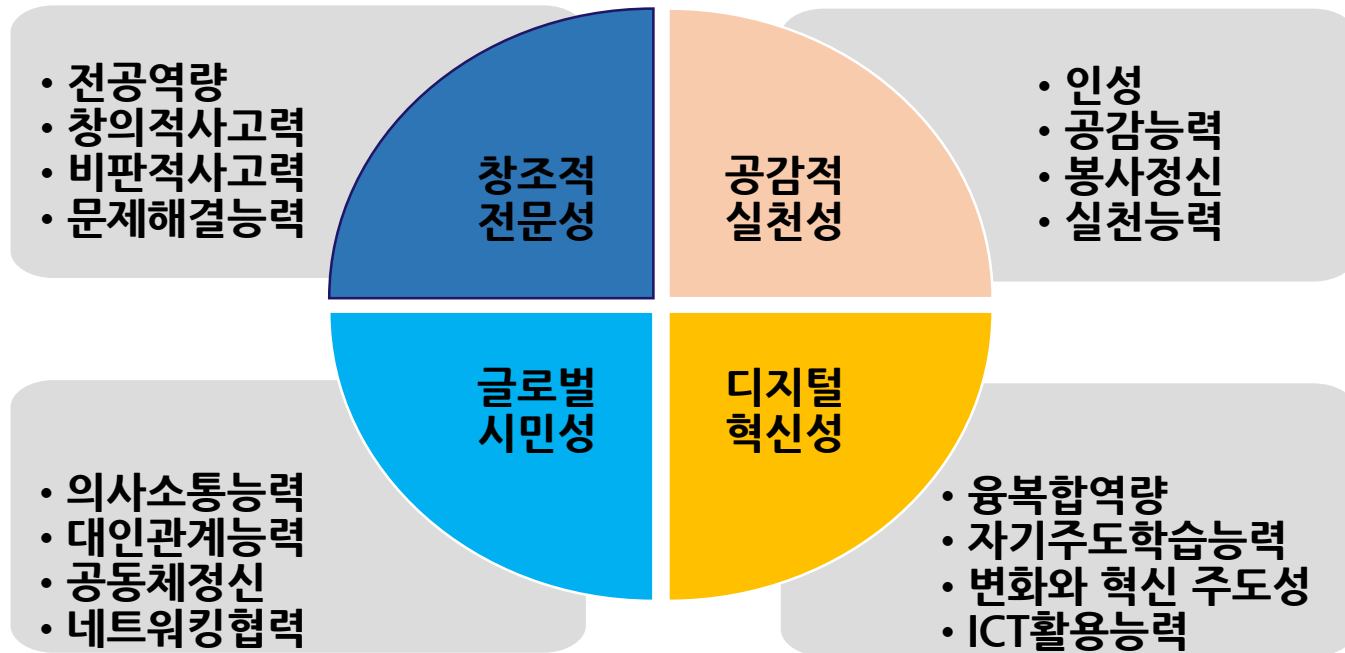 • 전공역량
• 창의적사고력
• 비판적사고력
• 문제해결능력
창조적
전문성
공감적
실천성
• 인성
• 공감능력
• 봉사정신
• 실천능력
• 의사소통능력
• 대인관계능력
• 공동체정신
• 네트워킹협력
글로벌
시민성
디지털
혁신성
• 융복합역량
• 자기주도학습능력
• 변화와 혁신 주도성
• ICT활용능력